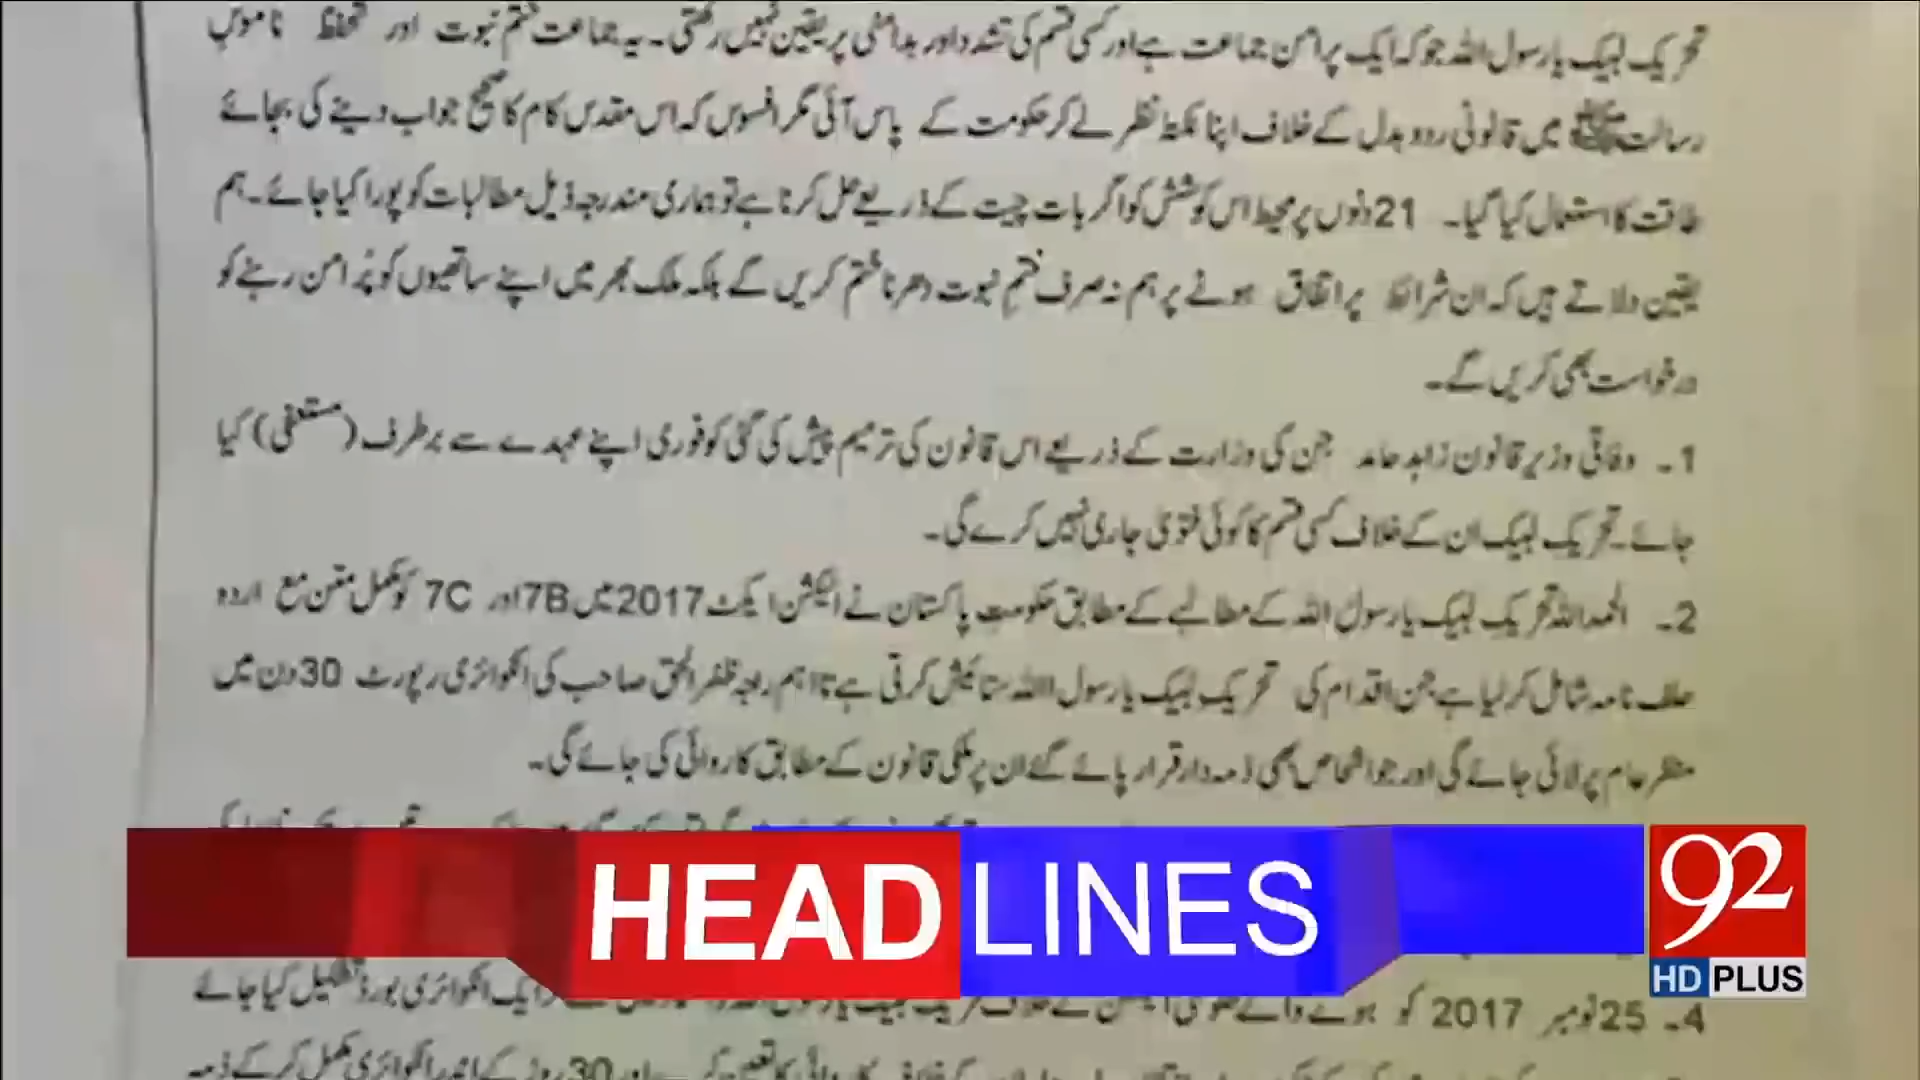 تحریک لبیک یارسول اللہ جو کہ ایک پرامن جماعت ہے اور کسی قسم کی تشدد اور بدامنی پر یقین نہیں رکھتی۔ یہ جماعت ختم نبوت اور تحفظ ناموس
رسالت ﷺ میں قانونی ردوبدل کے خلاف اپنا نکتہ نظر لے کر حکومت کے پاس آئی مگر افسوس کہ اس مقدس کام کا صحیح جواب دینے کی بجائے
طاقت کا استعمال کیا گیا۔ 21 دنوں پر محیط اس کوشش کو اگر بات چیت کے ذریعے حل کرنا ہے تو ہماری مندرجہ ذیل مطالبات کو پورا کیا جائے۔ ہم
یقین دلاتے ہیں کہ ان شرائط پر اتفاق ہونے پر ہم نہ صرف ختم نبوت دھرنا ختم کریں گے بلکہ ملک بھر میں اپنے ساتھیوں کو پُر امن رہنے کو
درخواست بھی کریں گے۔
1۔ وفاقی وزیر قانون زاہد حامد جن کی وزارت کے ذریعے اس قانون کی ترمیم پیش کی گئی کو فوری اپنے عہدے سے برطرف (مستعفی) کیا
جائے۔ تحریک لبیک ان کے خلاف کسی قسم کا کوئی فتویٰ جاری نہیں کرے گی۔
2۔ الحمداللہ تحریک لبیک یارسول اللہ کے مطالبے کے مطابق حکومت پاکستان نے الیکشن ایکٹ 2017 میں 7B اور 7C کو مکمل متن مع اردو
حلف نامہ شامل کر لیا ہے جن اقدام کی تحریک لبیک یارسول اللہ ستائیش کرتی ہے تاہم راجہ ظفر الحق صاحب کی انکوائری رپورٹ 30 دن میں
منظر عام پر لائی جائے گی اور جو اشخاص بھی ذمہ دار قرار پائے گئے ان پر ملکی قانون کے مطابق کاروائی کی جائے گی۔
HEADLINES
92
HD PLUS
4۔ 25 نومبر 2017 کو ہونے والے ایک انکوائری بورڈ تشکیل کیا جائے